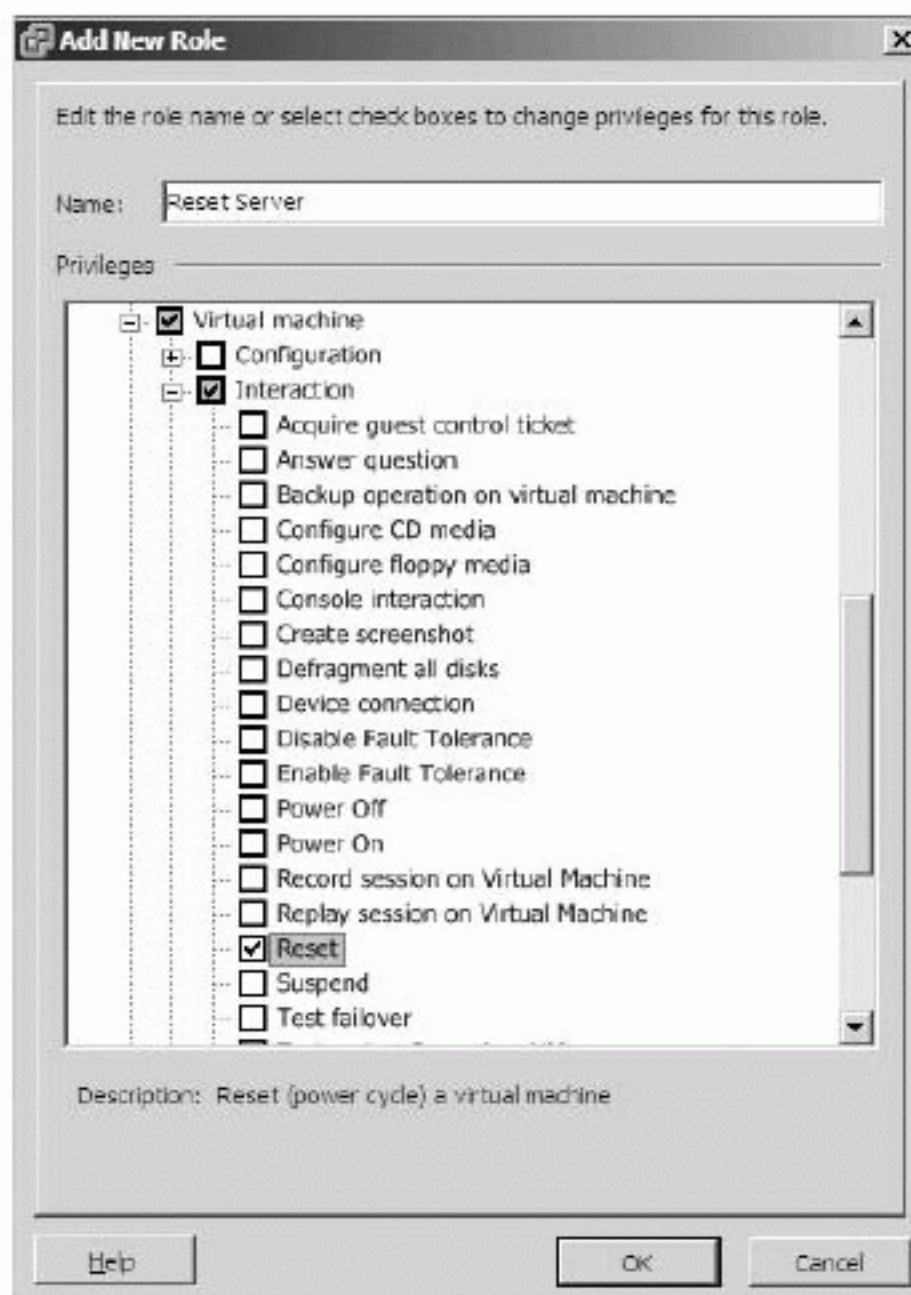 Add New Role
Edit the role name or select check boxes to change privileges for this role.
Name: Reset Server
Privileges
Virtual machine
Configuration
Interaction
Acquire guest control ticket
Answer question
Backup operation on virtual machine
Configure CD media
Configure floppy media
Console interaction
Create screenshot
Defragment all disks
Device connection
Disable Fault Tolerance
Enable Fault Tolerance
Power Off
Power On
Record session on Virtual Machine
Replay session on Virtual Machine
Reset
Suspend
Test failover
Description: Reset (power cycle) a virtual machine
Help OK Cancel